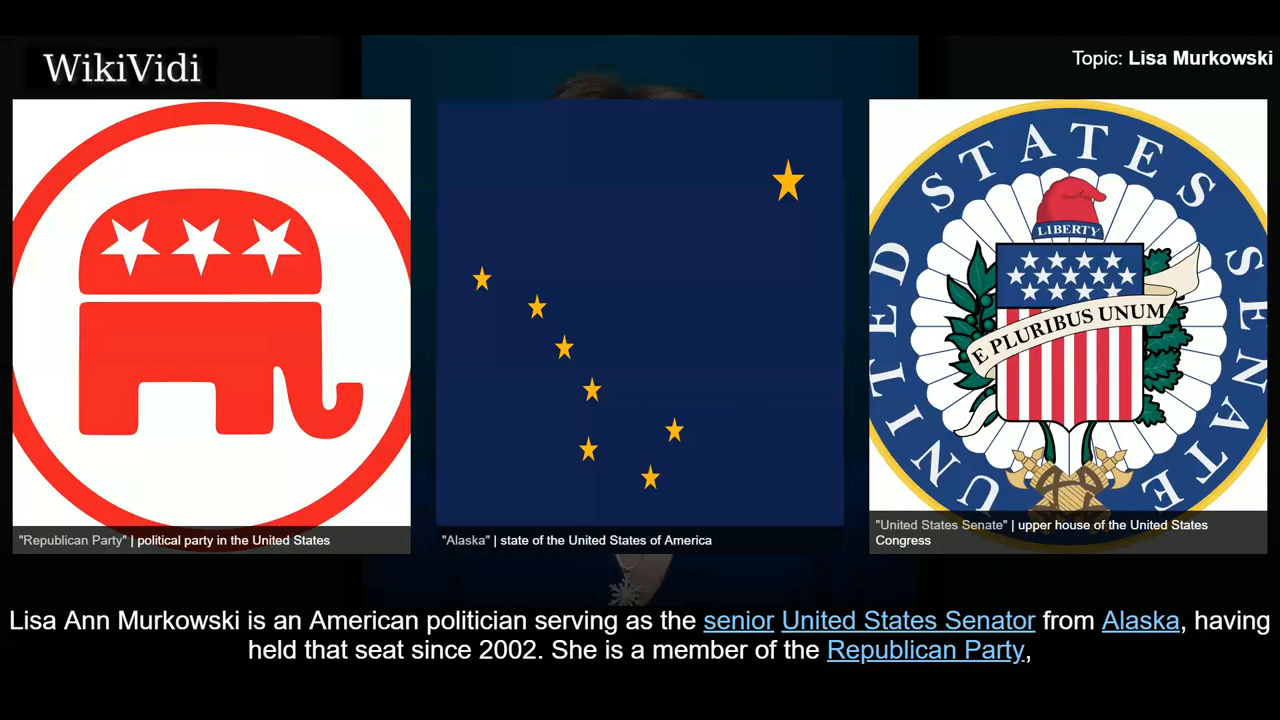 WikiVidi
Topic: Lisa Murkowski
"Republican Party" | political party in the United States
"Alaska" | state of the United States of America
UNITED STATES SENATE
LIBERTY
E PLURIBUS UNUM
"United States Senate" | upper house of the United States
Congress
Lisa Ann Murkowski is an American politician serving as the senior United States Senator from Alaska, having
held that seat since 2002. She is a member of the Republican Party,